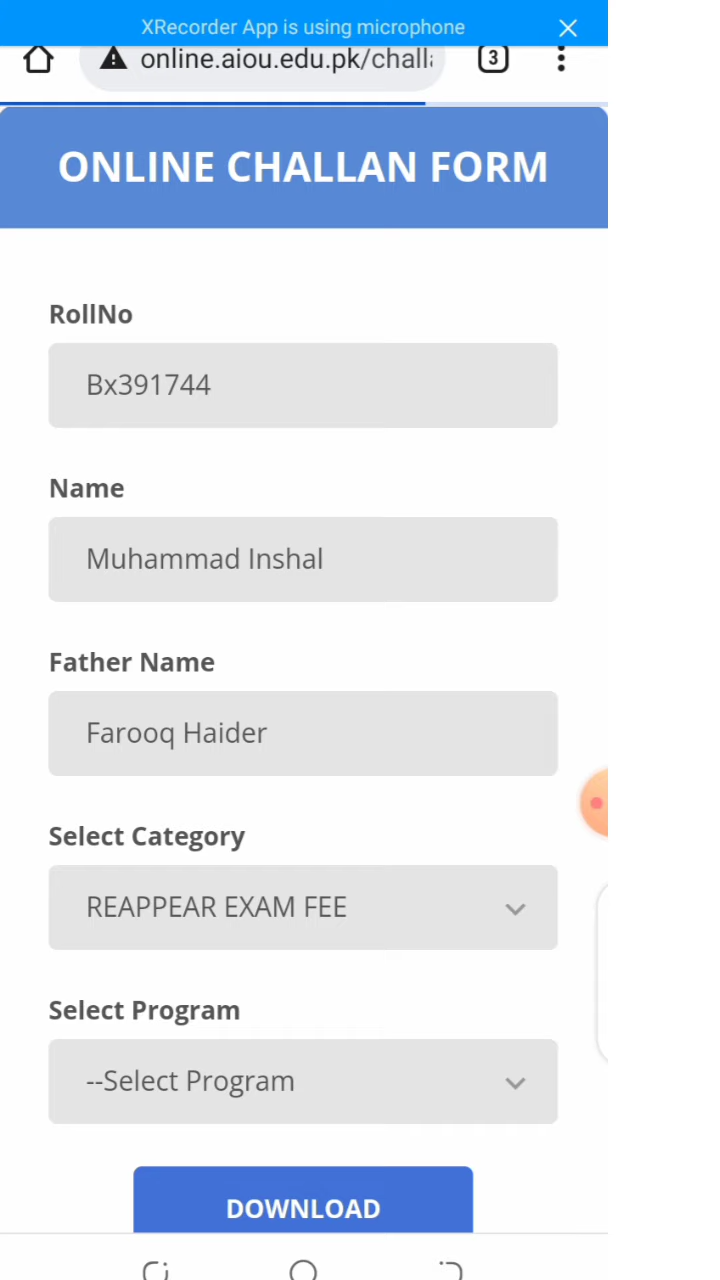 XRecorder App is using microphone
online.aiou.edu.pk/chall
3
ONLINE CHALLAN FORM
RollNo
Bx391744
Name
Muhammad Inshal
Father Name
Farooq Haider
Select Category
REAPPEAR EXAM FEE
Select Program
--Select Program
DOWNLOAD